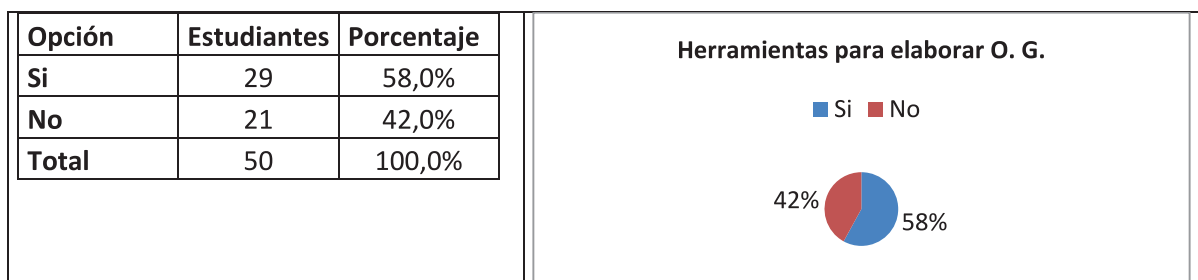 Opción Estudiantes Porcentaje
Si 29 58,0%
No 21 42,0%
Total 50 100,0%
Herramientas para elaborar O. G.
Si No
42%
58%